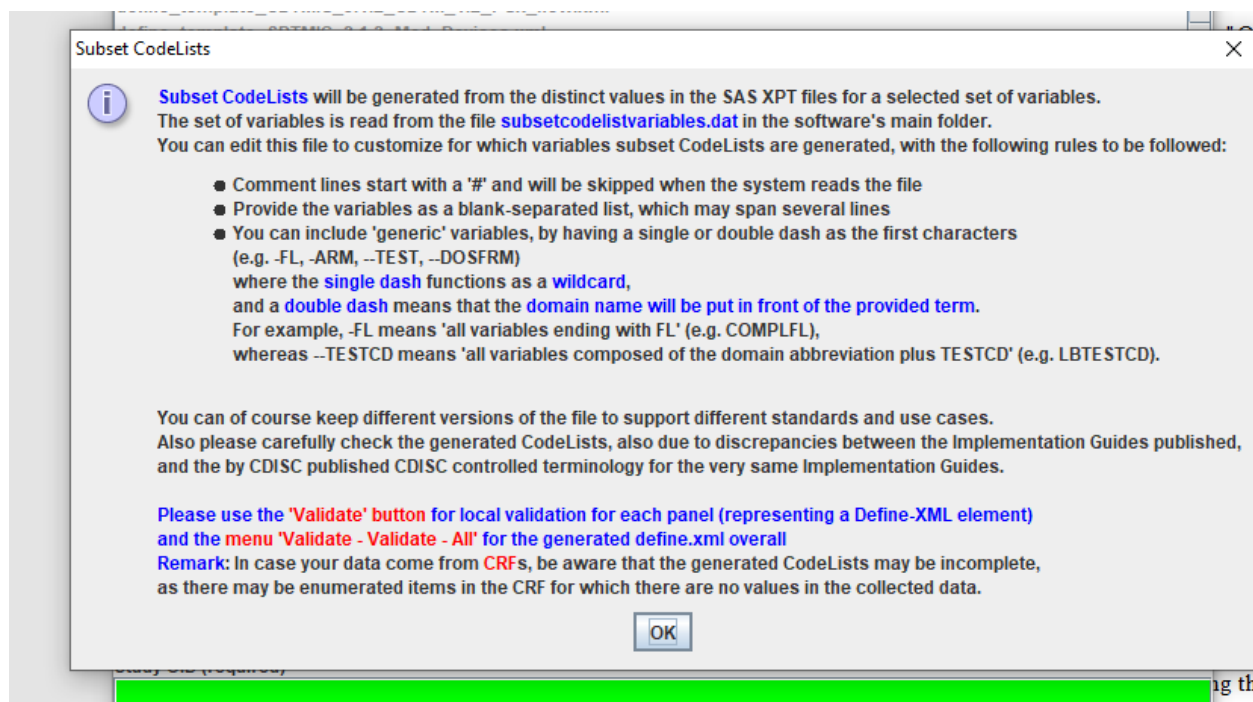 Subset CodeLists
Subset CodeLists will be generated from the distinct values in the SAS XPT files for a selected set of variables.
The set of variables is read from the file subsetcodelistvariables.dat in the software's main folder.
You can edit this file to customize for which variables subset CodeLists are generated, with the following rules to be followed:
● Comment lines start with a '#' and will be skipped when the system reads the file
● Provide the variables as a blank-separated list, which may span several lines
● You can include 'generic' variables, by having a single or double dash as the first characters
(e.g. -FL, -ARM, --TEST, --DOSFRM)
where the single dash functions as a wildcard,
and a double dash means that the domain name will be put in front of the provided term.
For example, -FL means 'all variables ending with FL' (e.g. COMPLFL),
whereas --TESTCD means 'all variables composed of the domain abbreviation plus TESTCD' (e.g. LBTESTCD).
You can of course keep different versions of the file to support different standards and use cases.
Also please carefully check the generated CodeLists, also due to discrepancies between the Implementation Guides published,
and the by CDISC published CDISC controlled terminology for the very same Implementation Guides.
Please use the 'Validate' button for local validation for each panel (representing a Define-XML element)
and the menu 'Validate - Validate - All' for the generated define.xml overall
Remark: In case your data come from CRFs, be aware that the generated CodeLists may be incomplete,
as there may be enumerated items in the CRF for which there are no values in the collected data.
OK